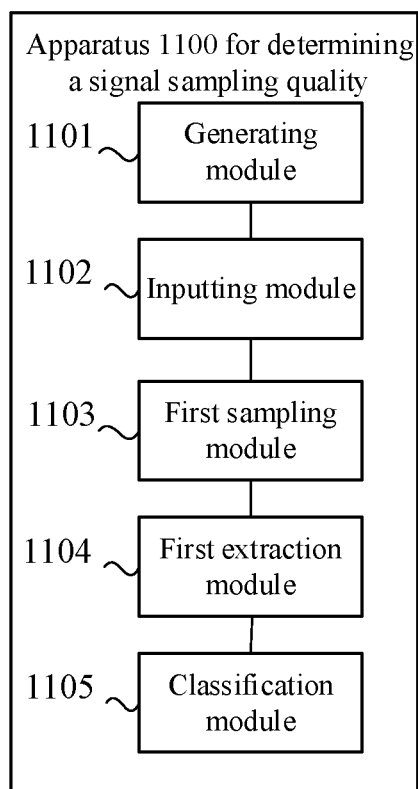 Apparatus 1100 for determining
a signal sampling quality
1101
Generating
module
1102
Inputting module
1103
First sampling
module
1104
First extraction
module
1105
Classification
module